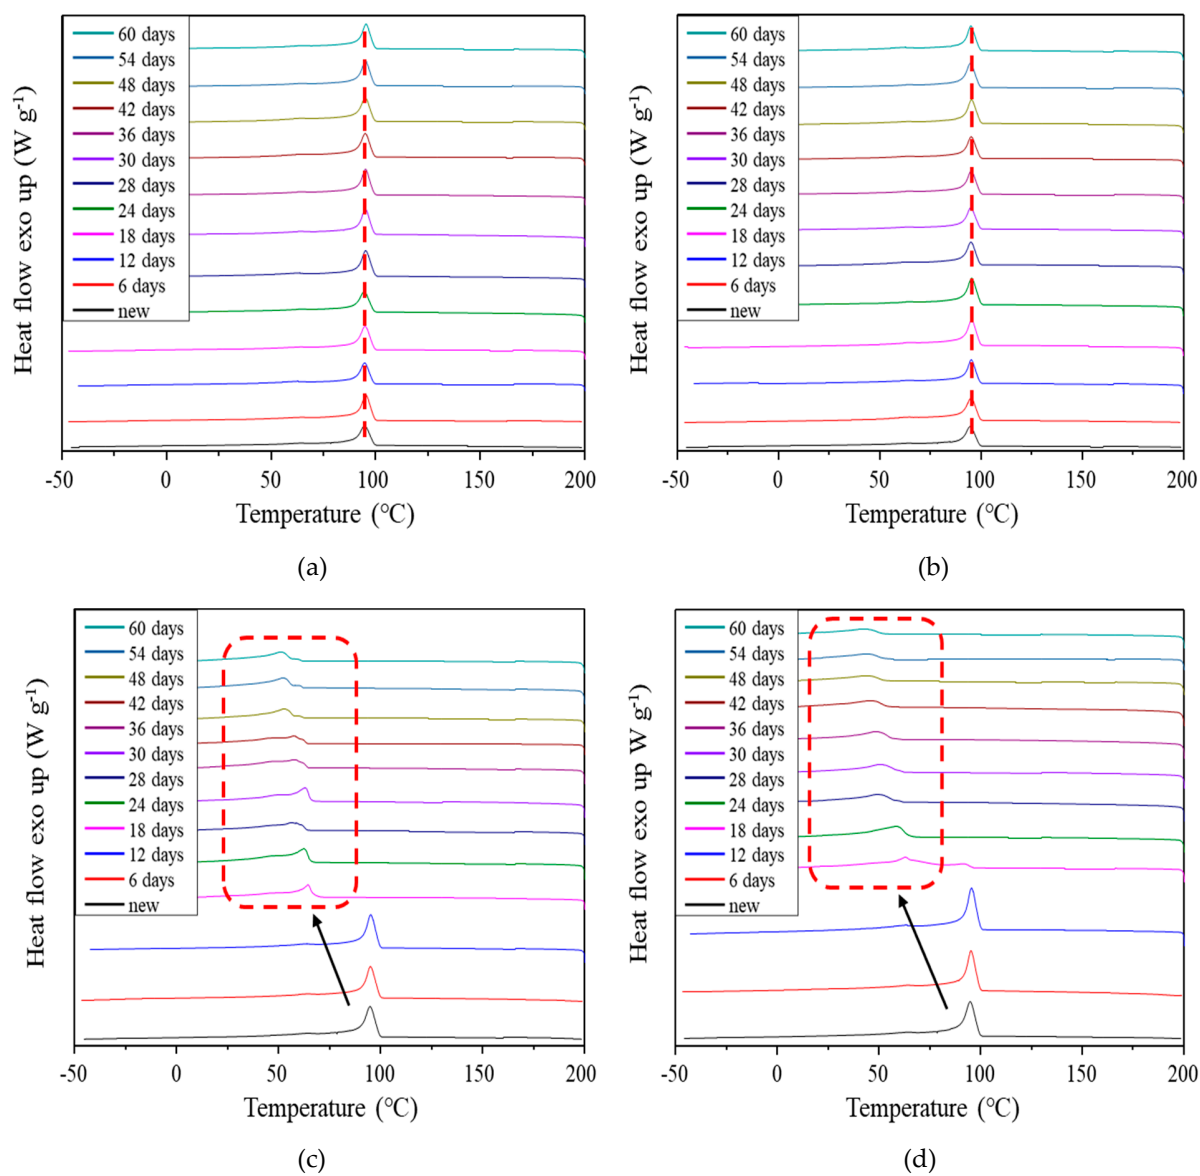 Heat flow exo up (W g⁻¹)
60 days
54 days
48 days
42 days
36 days
30 days
28 days
24 days
18 days
12 days
6 days
new
-50 0 50 100 150 200
Temperature (℃)
(a)
Heat flow exo up (W g⁻¹)
60 days
54 days
48 days
42 days
36 days
30 days
28 days
24 days
18 days
12 days
6 days
new
-50 0 50 100 150 200
Temperature (℃)
(b)
Heat flow exo up (W g⁻¹)
60 days
54 days
48 days
42 days
36 days
30 days
28 days
24 days
18 days
12 days
6 days
new
-50 0 50 100 150 200
Temperature (℃)
(c)
Heat flow exo up W g⁻¹)
60 days
54 days
48 days
42 days
36 days
30 days
28 days
24 days
18 days
12 days
6 days
new
-50 0 50 100 150 200
Temperature (℃)
(d)